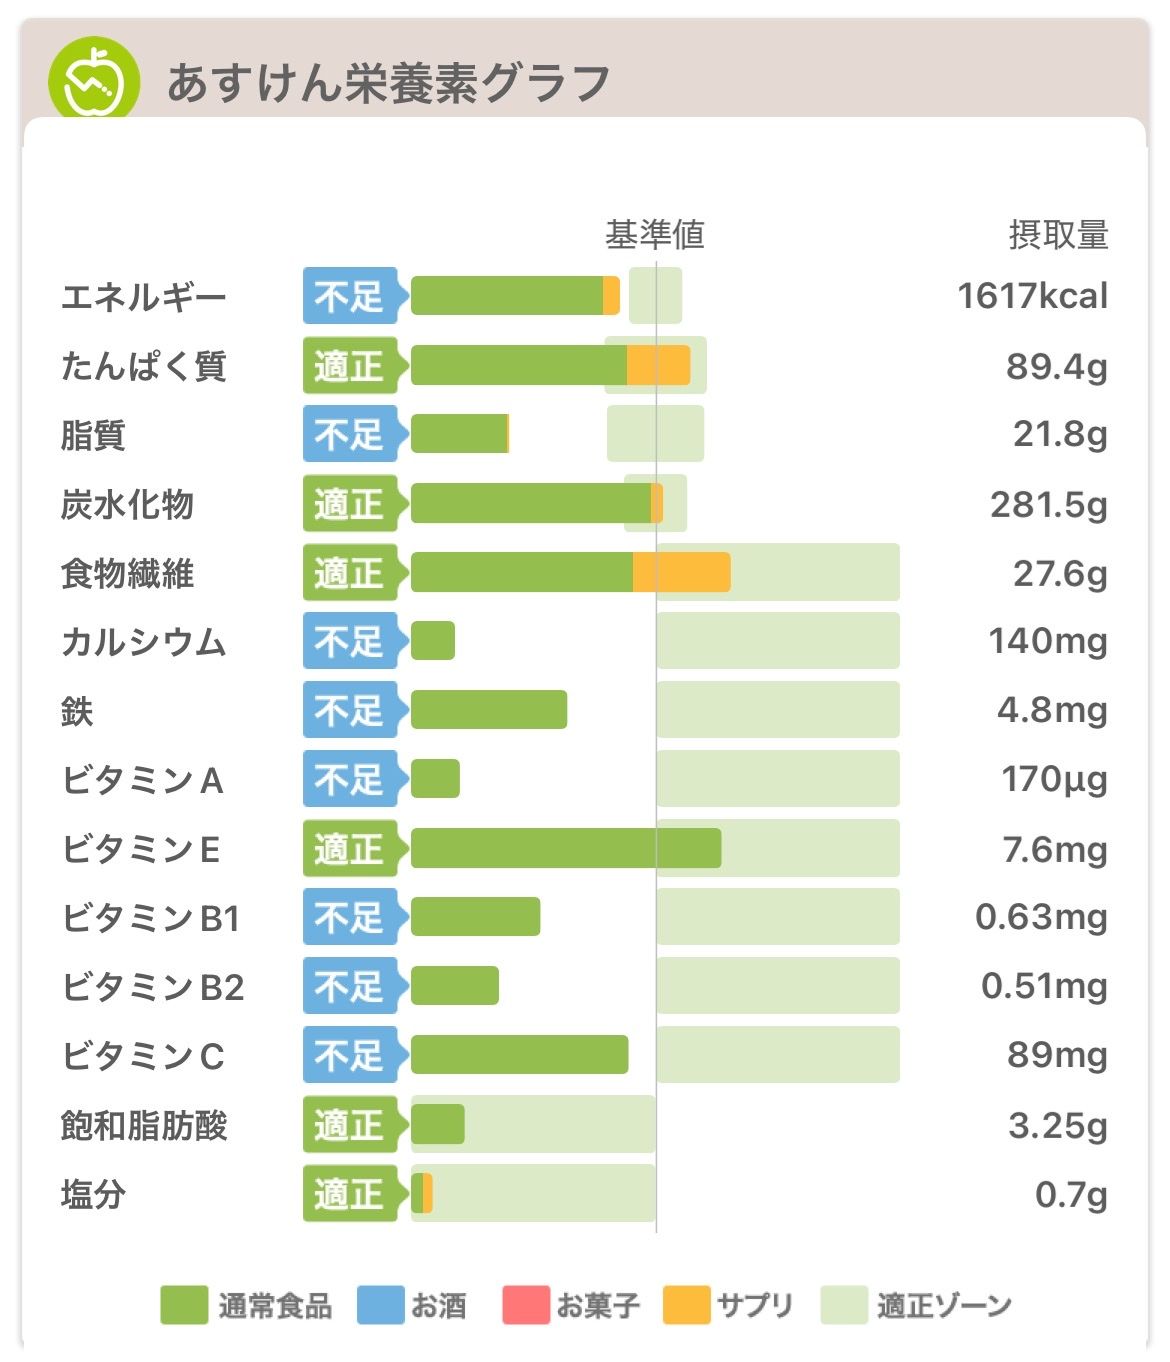 あすけん栄養素グラフ
基準値 摂取量
エネルギー 不足 1617kcal
たんぱく質 適正 89.4g
脂質 不足 21.8g
炭水化物 適正 281.5g
食物繊維 適正 27.6g
カルシウム 不足 140mg
鉄 不足 4.8mg
ビタミンA 不足 170μg
ビタミンE 適正 7.6mg
ビタミンB1 不足 0.63mg
ビタミンB2 不足 0.51mg
ビタミンC 不足 89mg
飽和脂肪酸 適正 3.25g
塩分 適正 0.7g
通常食品 お酒 お菓子 サプリ 適正ゾーン